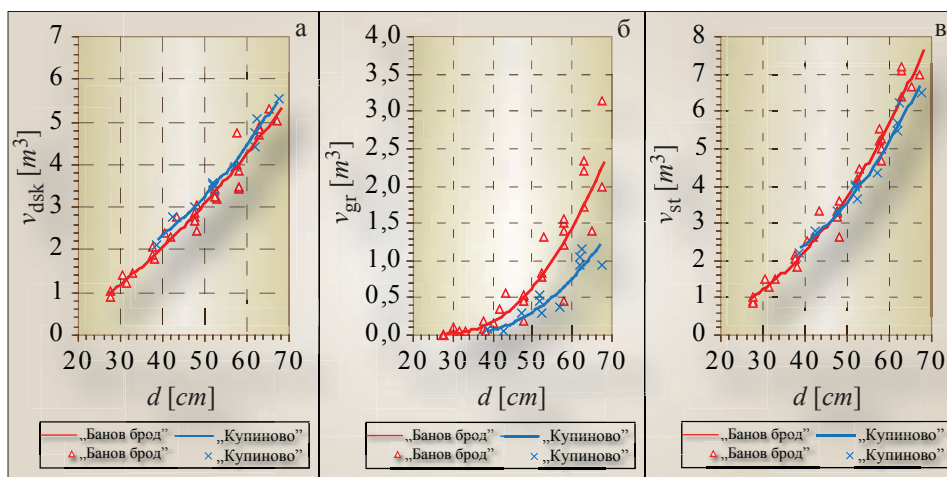 а
7
6
5
4
3
2
1
0
20 30 40 50 60 70
v_dsk [m³]
d [cm]
„Банов брод” „Купиново”
„Банов брод” „Купиново”
б
4,0
3,5
3,0
2,5
2,0
1,5
1,0
0,5
0,0
20 30 40 50 60 70
v_gr [m³]
d [cm]
„Банов брод” „Купиново”
„Банов брод” „Купиново”
в
8
7
6
5
4
3
2
1
0
20 30 40 50 60 70
v_st [m³]
d [cm]
„Банов брод” „Купиново”
„Банов брод” „Купиново”